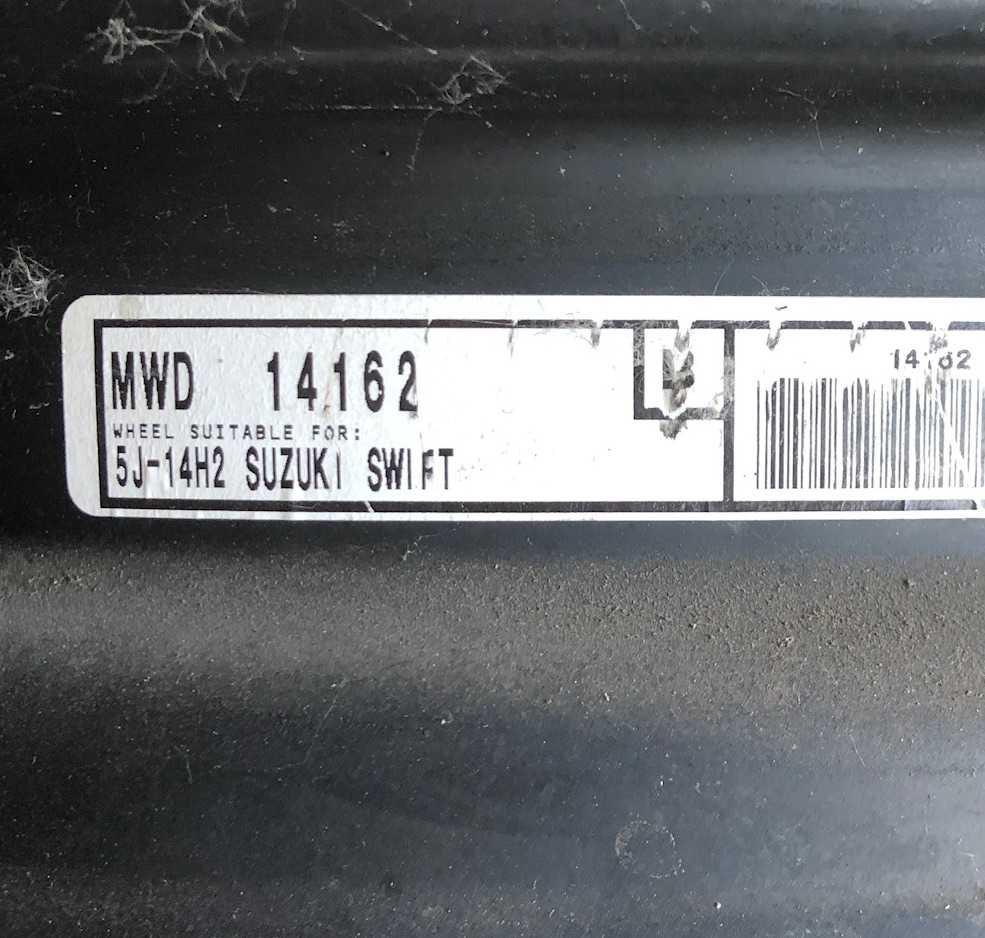 MWD 14162
WHEEL SUITABLE FOR:
5J-14H2 SUZUKI SWIFT